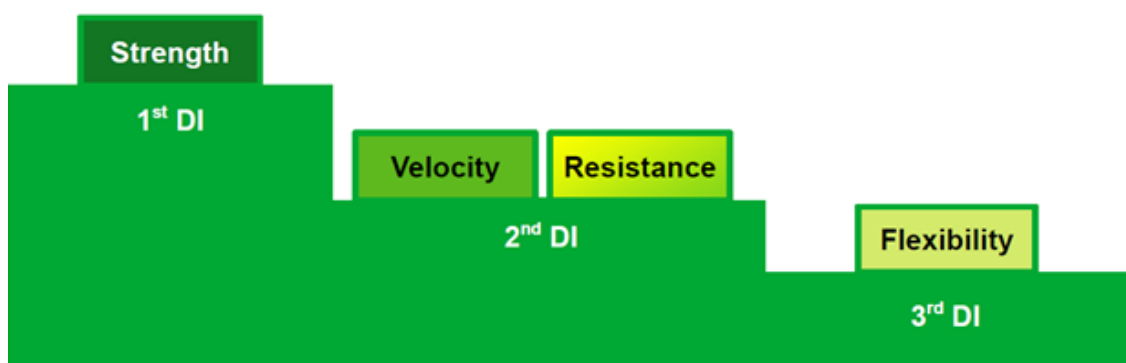 Strength
1st DI
Velocity
Resistance
2nd DI
Flexibility
3rd DI